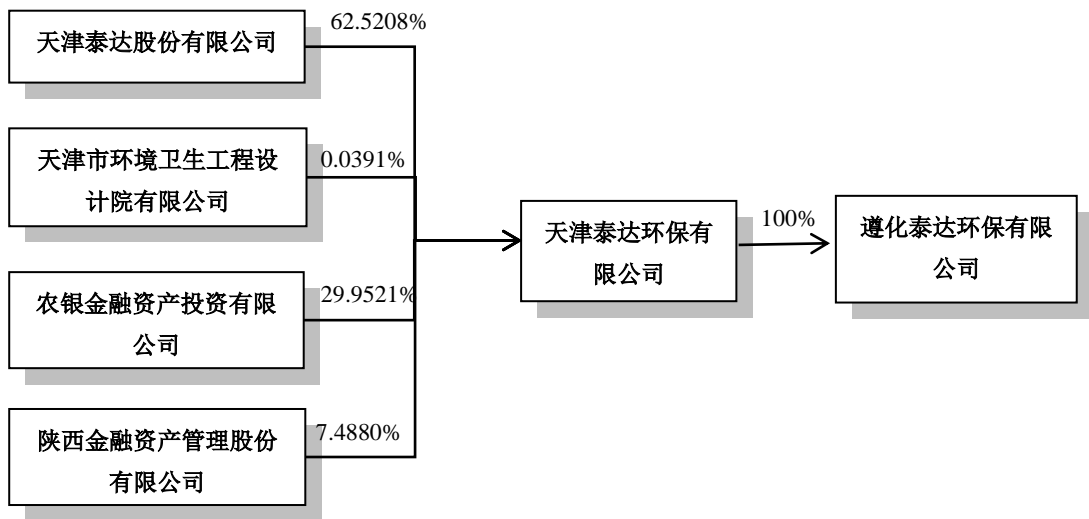 天津泰达股份有限公司
62.5208%
天津市环境卫生工程设
计院有限公司
0.0391%
农银金融资产投资有限
公司
29.9521%
陕西金融资产管理股份
有限公司
7.4880%
天津泰达环保有
限公司
100%
遵化泰达环保有限
公司